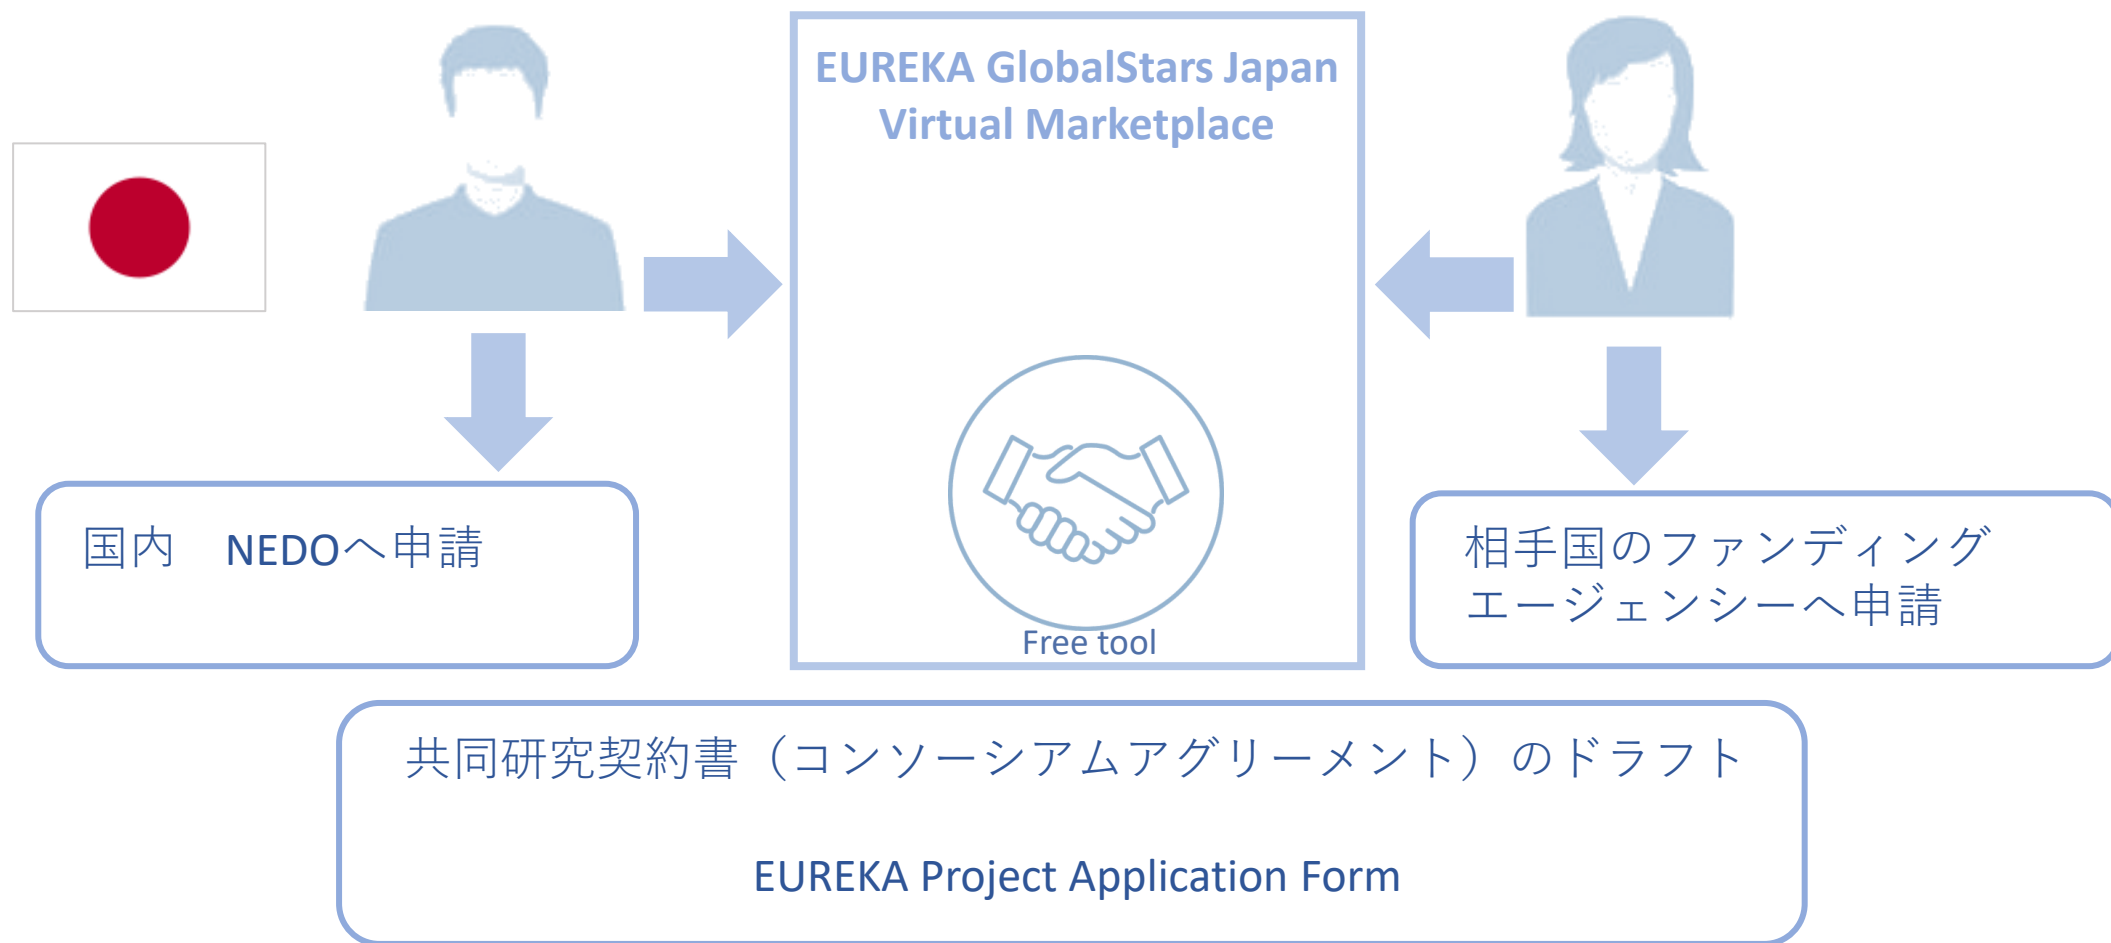 EUREKA GlobalStars Japan
Virtual Marketplace
国内　NEDOへ申請
Free tool
相手国のファンディング
エージェンシーへ申請
共同研究契約書（コンソーシアムアグリーメント）のドラフト
EUREKA Project Application Form